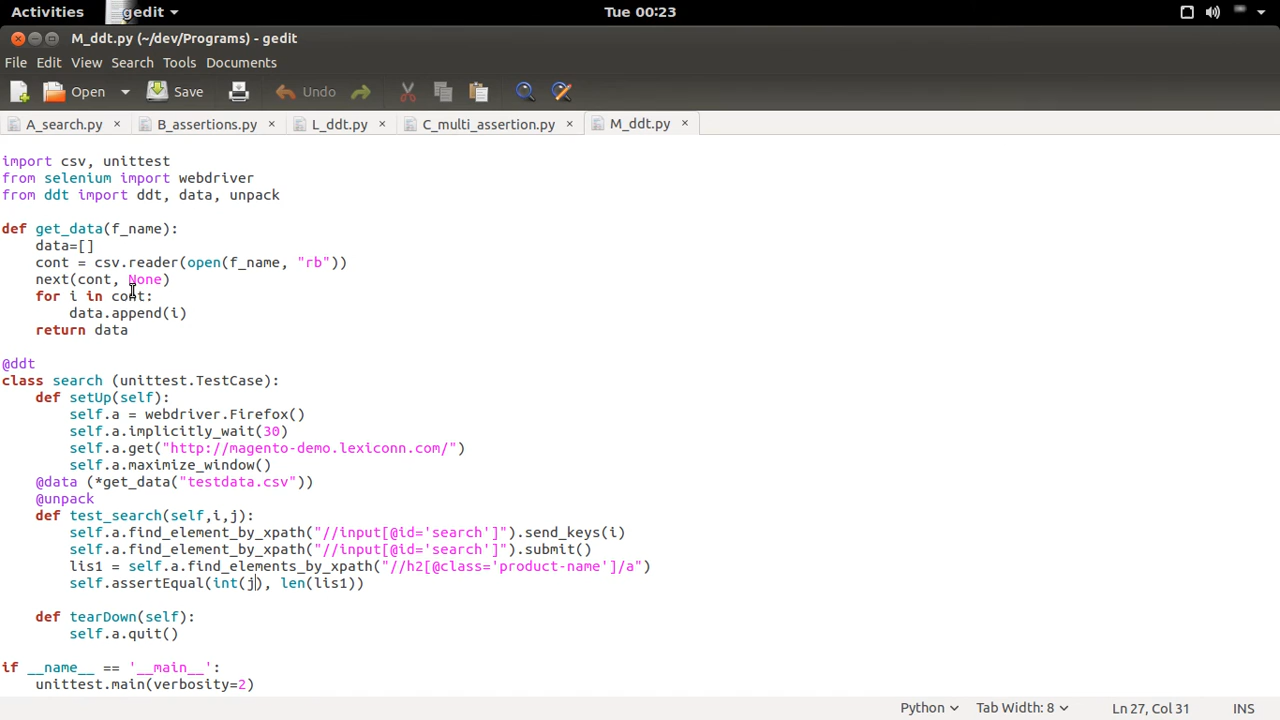 Activities gedit Tue 00:23
M_ddt.py (~/dev/Programs) - gedit
File Edit View Search Tools Documents
Open Save Undo
A_search.py × B_assertions.py × L_ddt.py × C_multi_assertion.py × M_ddt.py ×
import csv, unittest
from selenium import webdriver
from ddt import ddt, data, unpack
def get_data(f_name):
    data=[]
    cont = csv.reader(open(f_name, "rb"))
    next(cont, None)
    for i in cont:
        data.append(i)
    return data
@ddt
class search (unittest.TestCase):
    def setUp(self):
        self.a = webdriver.Firefox()
        self.a.implicitly_wait(30)
        self.a.get("http://magento-demo.lexiconn.com/")
        self.a.maximize_window()
    @data (*get_data("testdata.csv"))
    @unpack
    def test_search(self,i,j):
        self.a.find_element_by_xpath("//input[@id='search']").send_keys(i)
        self.a.find_element_by_xpath("//input[@id='search']").submit()
        lis1 = self.a.find_elements_by_xpath("//h2[@class='product-name']/a")
        self.assertEqual(int(j), len(lis1))
    def tearDown(self):
        self.a.quit()
if __name__ == '__main__':
    unittest.main(verbosity=2)
Python Tab Width: 8 Ln 27, Col 31 INS